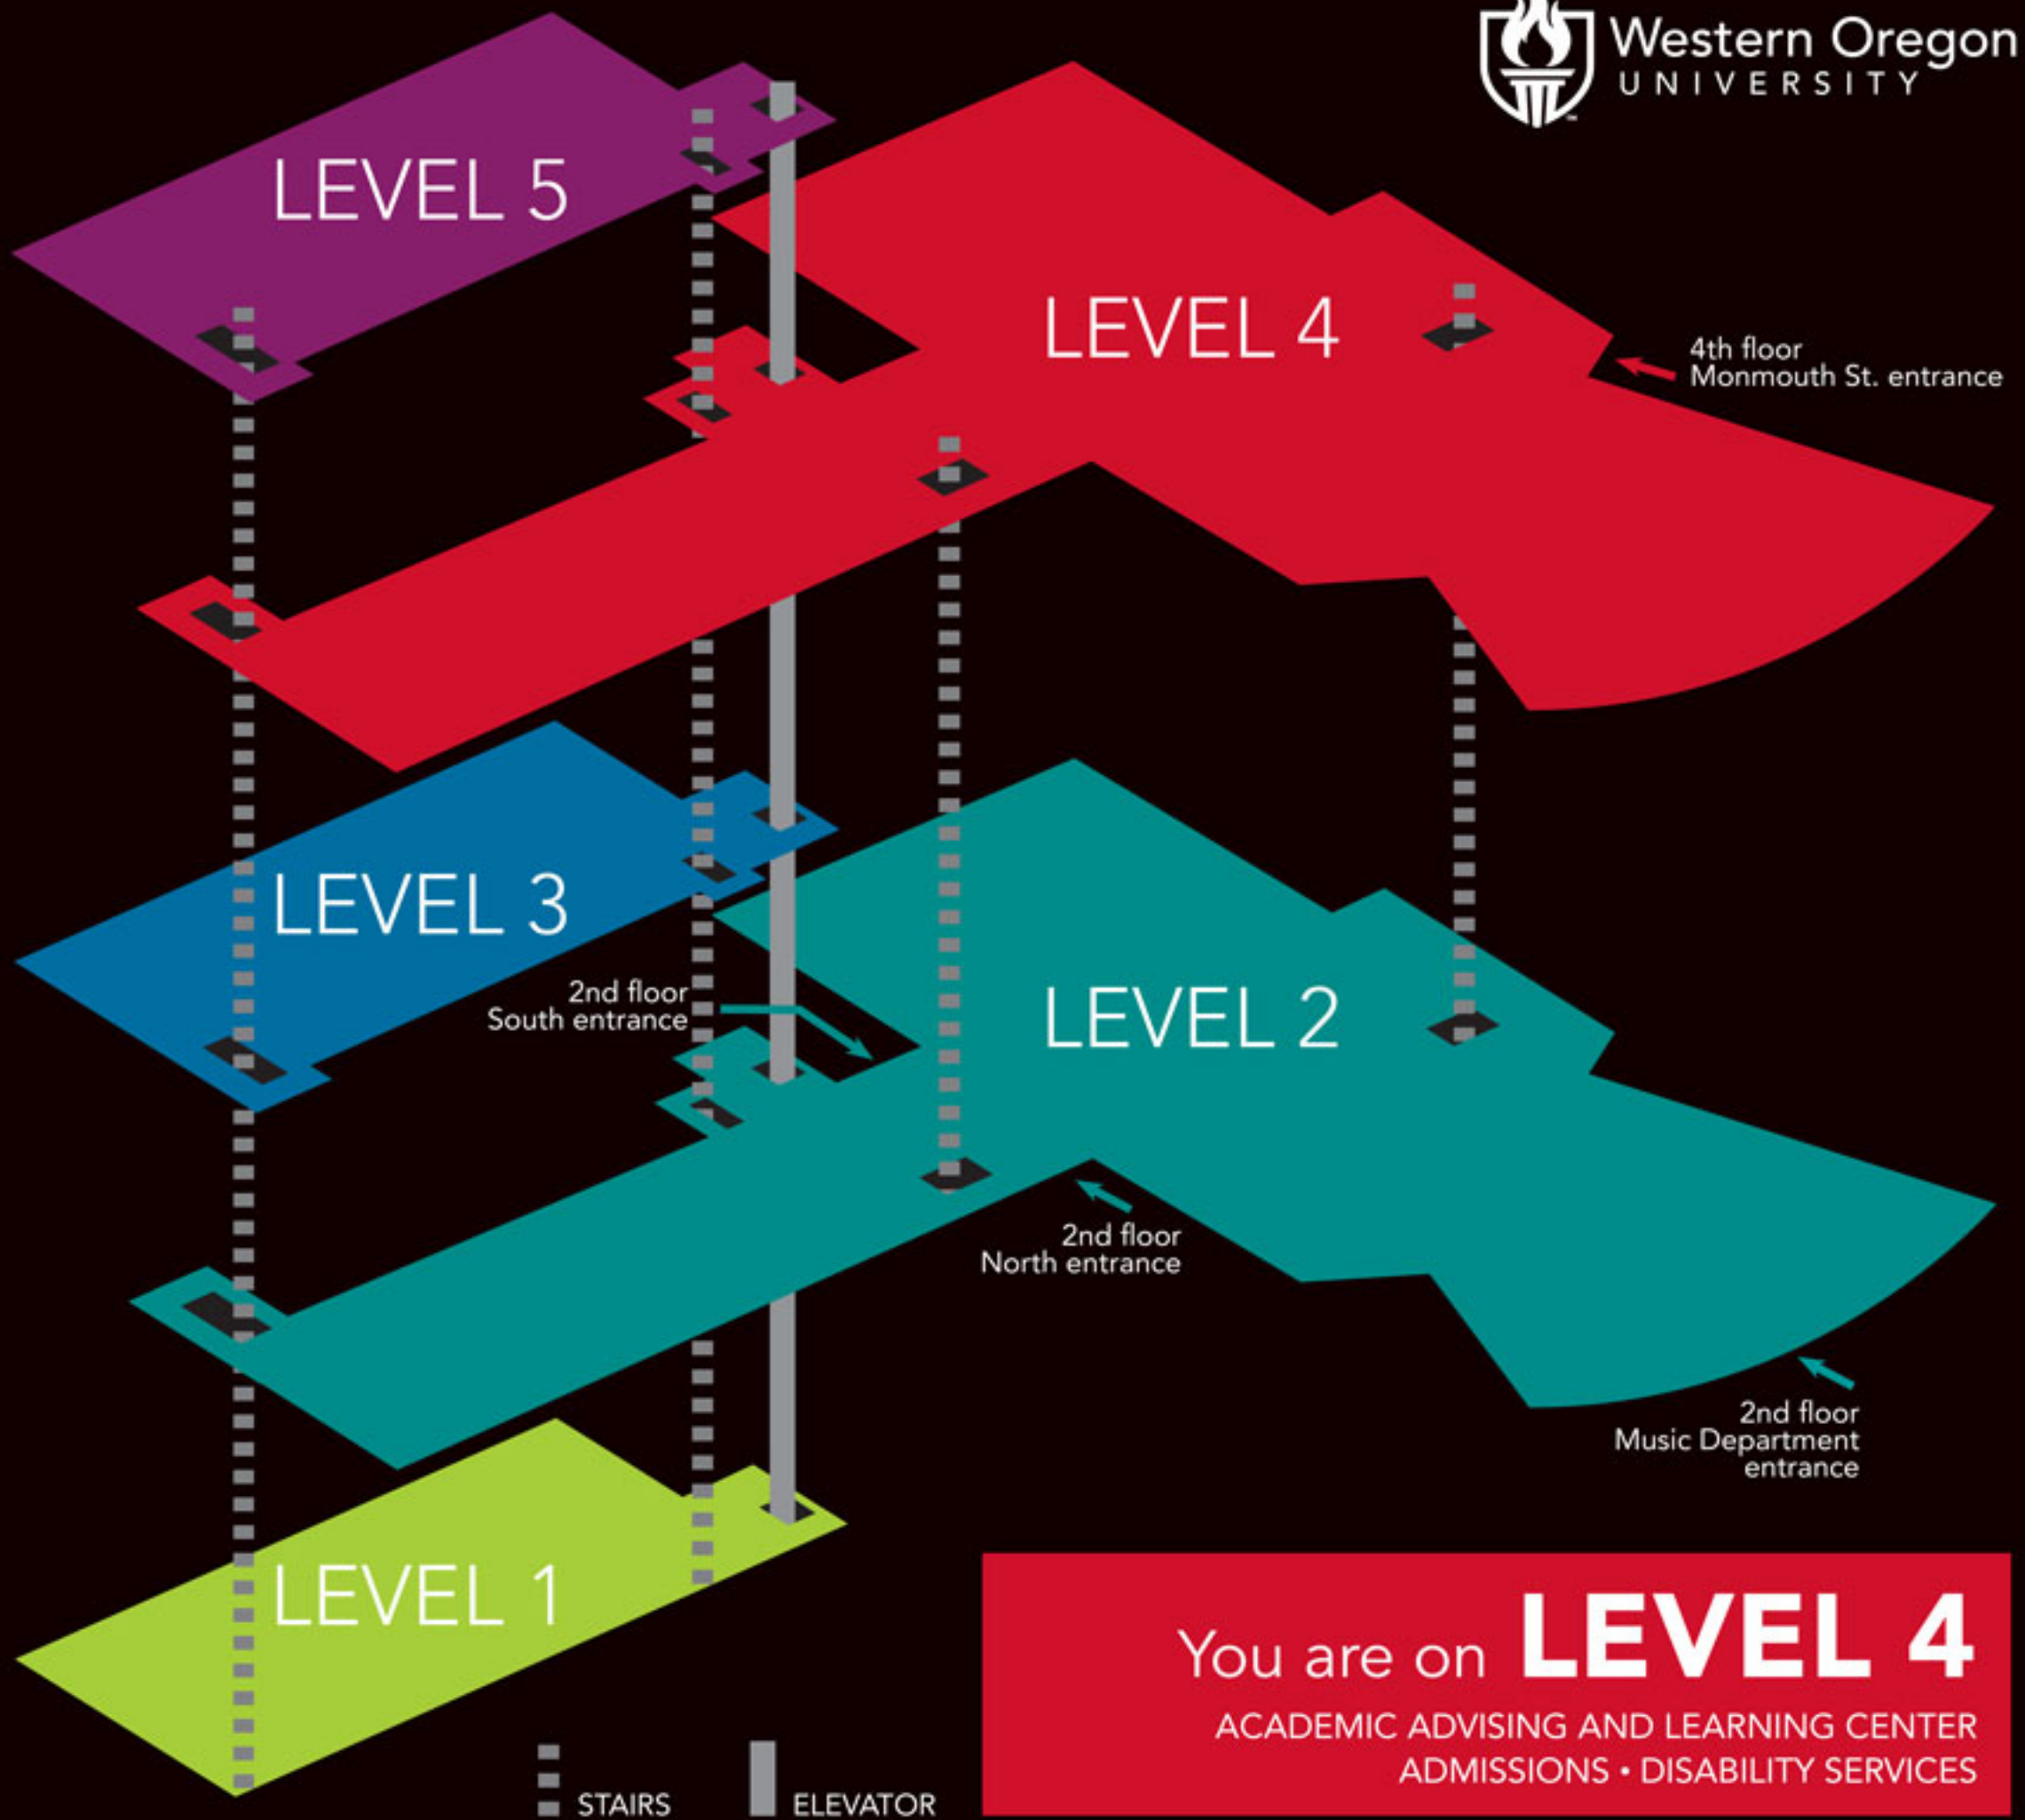 Western Oregon
UNIVERSITY
LEVEL 5
LEVEL 4
4th floor
Monmouth St. entrance
LEVEL 3
2nd floor
South entrance
LEVEL 2
2nd floor
North entrance
2nd floor
Music Department
entrance
LEVEL 1
You are on LEVEL 4
ACADEMIC ADVISING AND LEARNING CENTER
ADMISSIONS • DISABILITY SERVICES
STAIRS
ELEVATOR